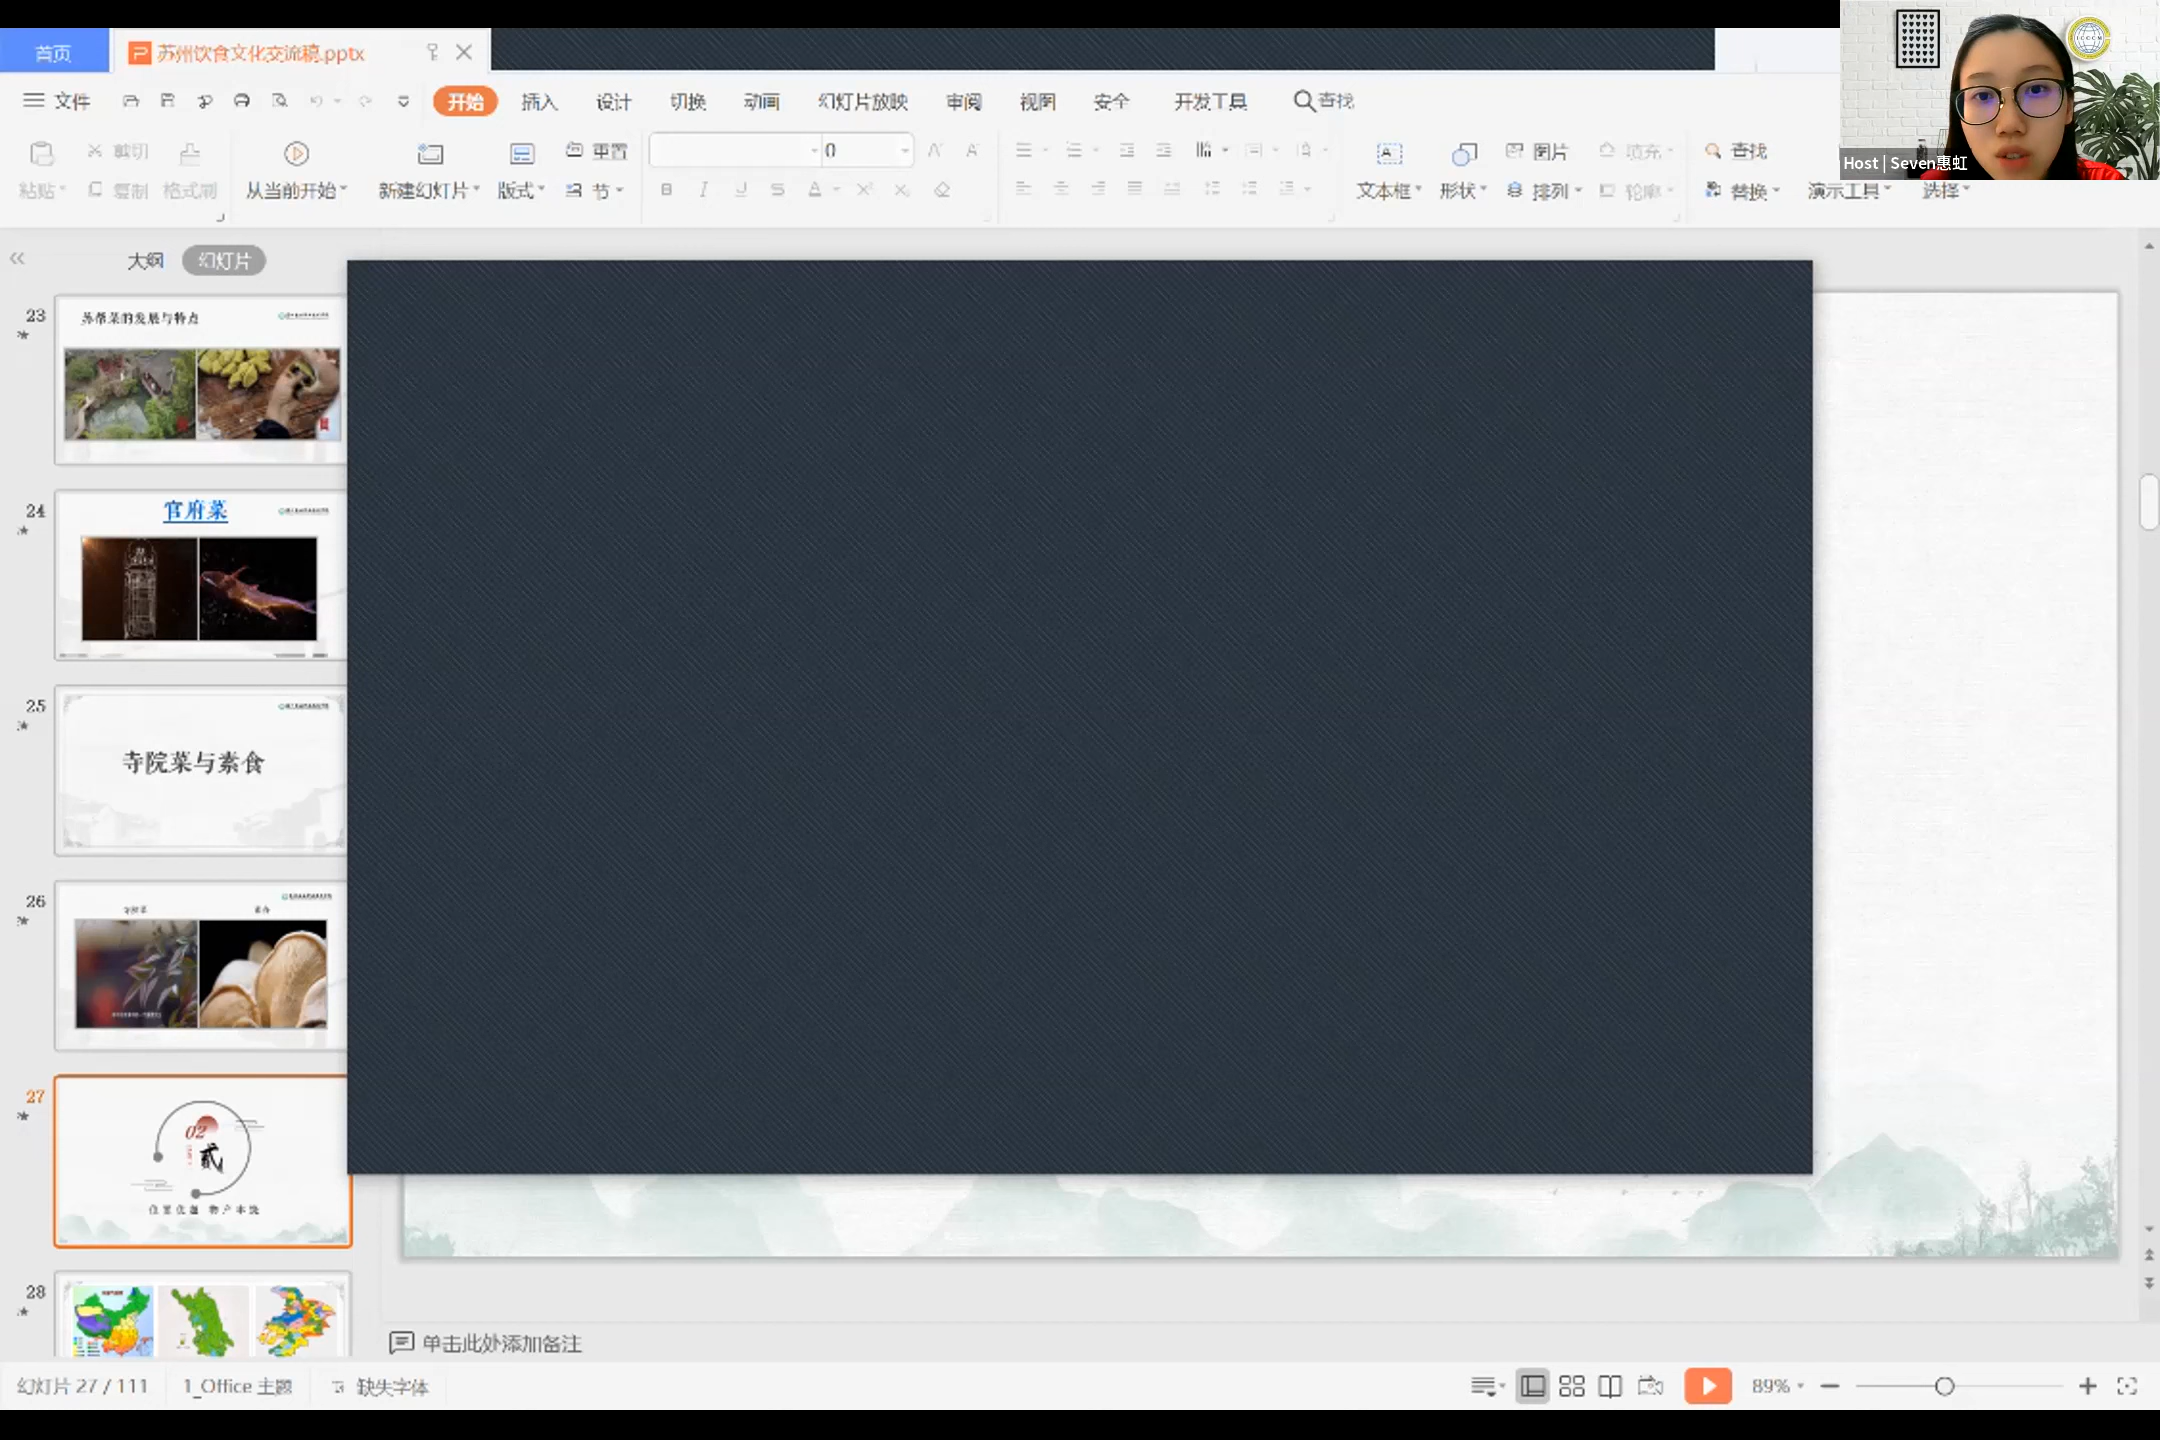 首页
苏州饮食文化交流稿.pptx
Host | Seven惠虹
文件
开始
插入
设计
切换
动画
幻灯片放映
审阅
视图
安全
开发工具
查找
粘贴
剪切
复制
格式刷
从当前开始
新建幻灯片
版式
重置
节
0
文本框
形状
图片
排列
填充
轮廓
查找
替换
演示工具
选择
大纲
幻灯片
23
苏帮菜的发展与特点
24
官府菜
25
寺院菜与素食
26
27
02
贰
28
单击此处添加备注
幻灯片 27 / 111
1_Office 主题
缺失字体
89%